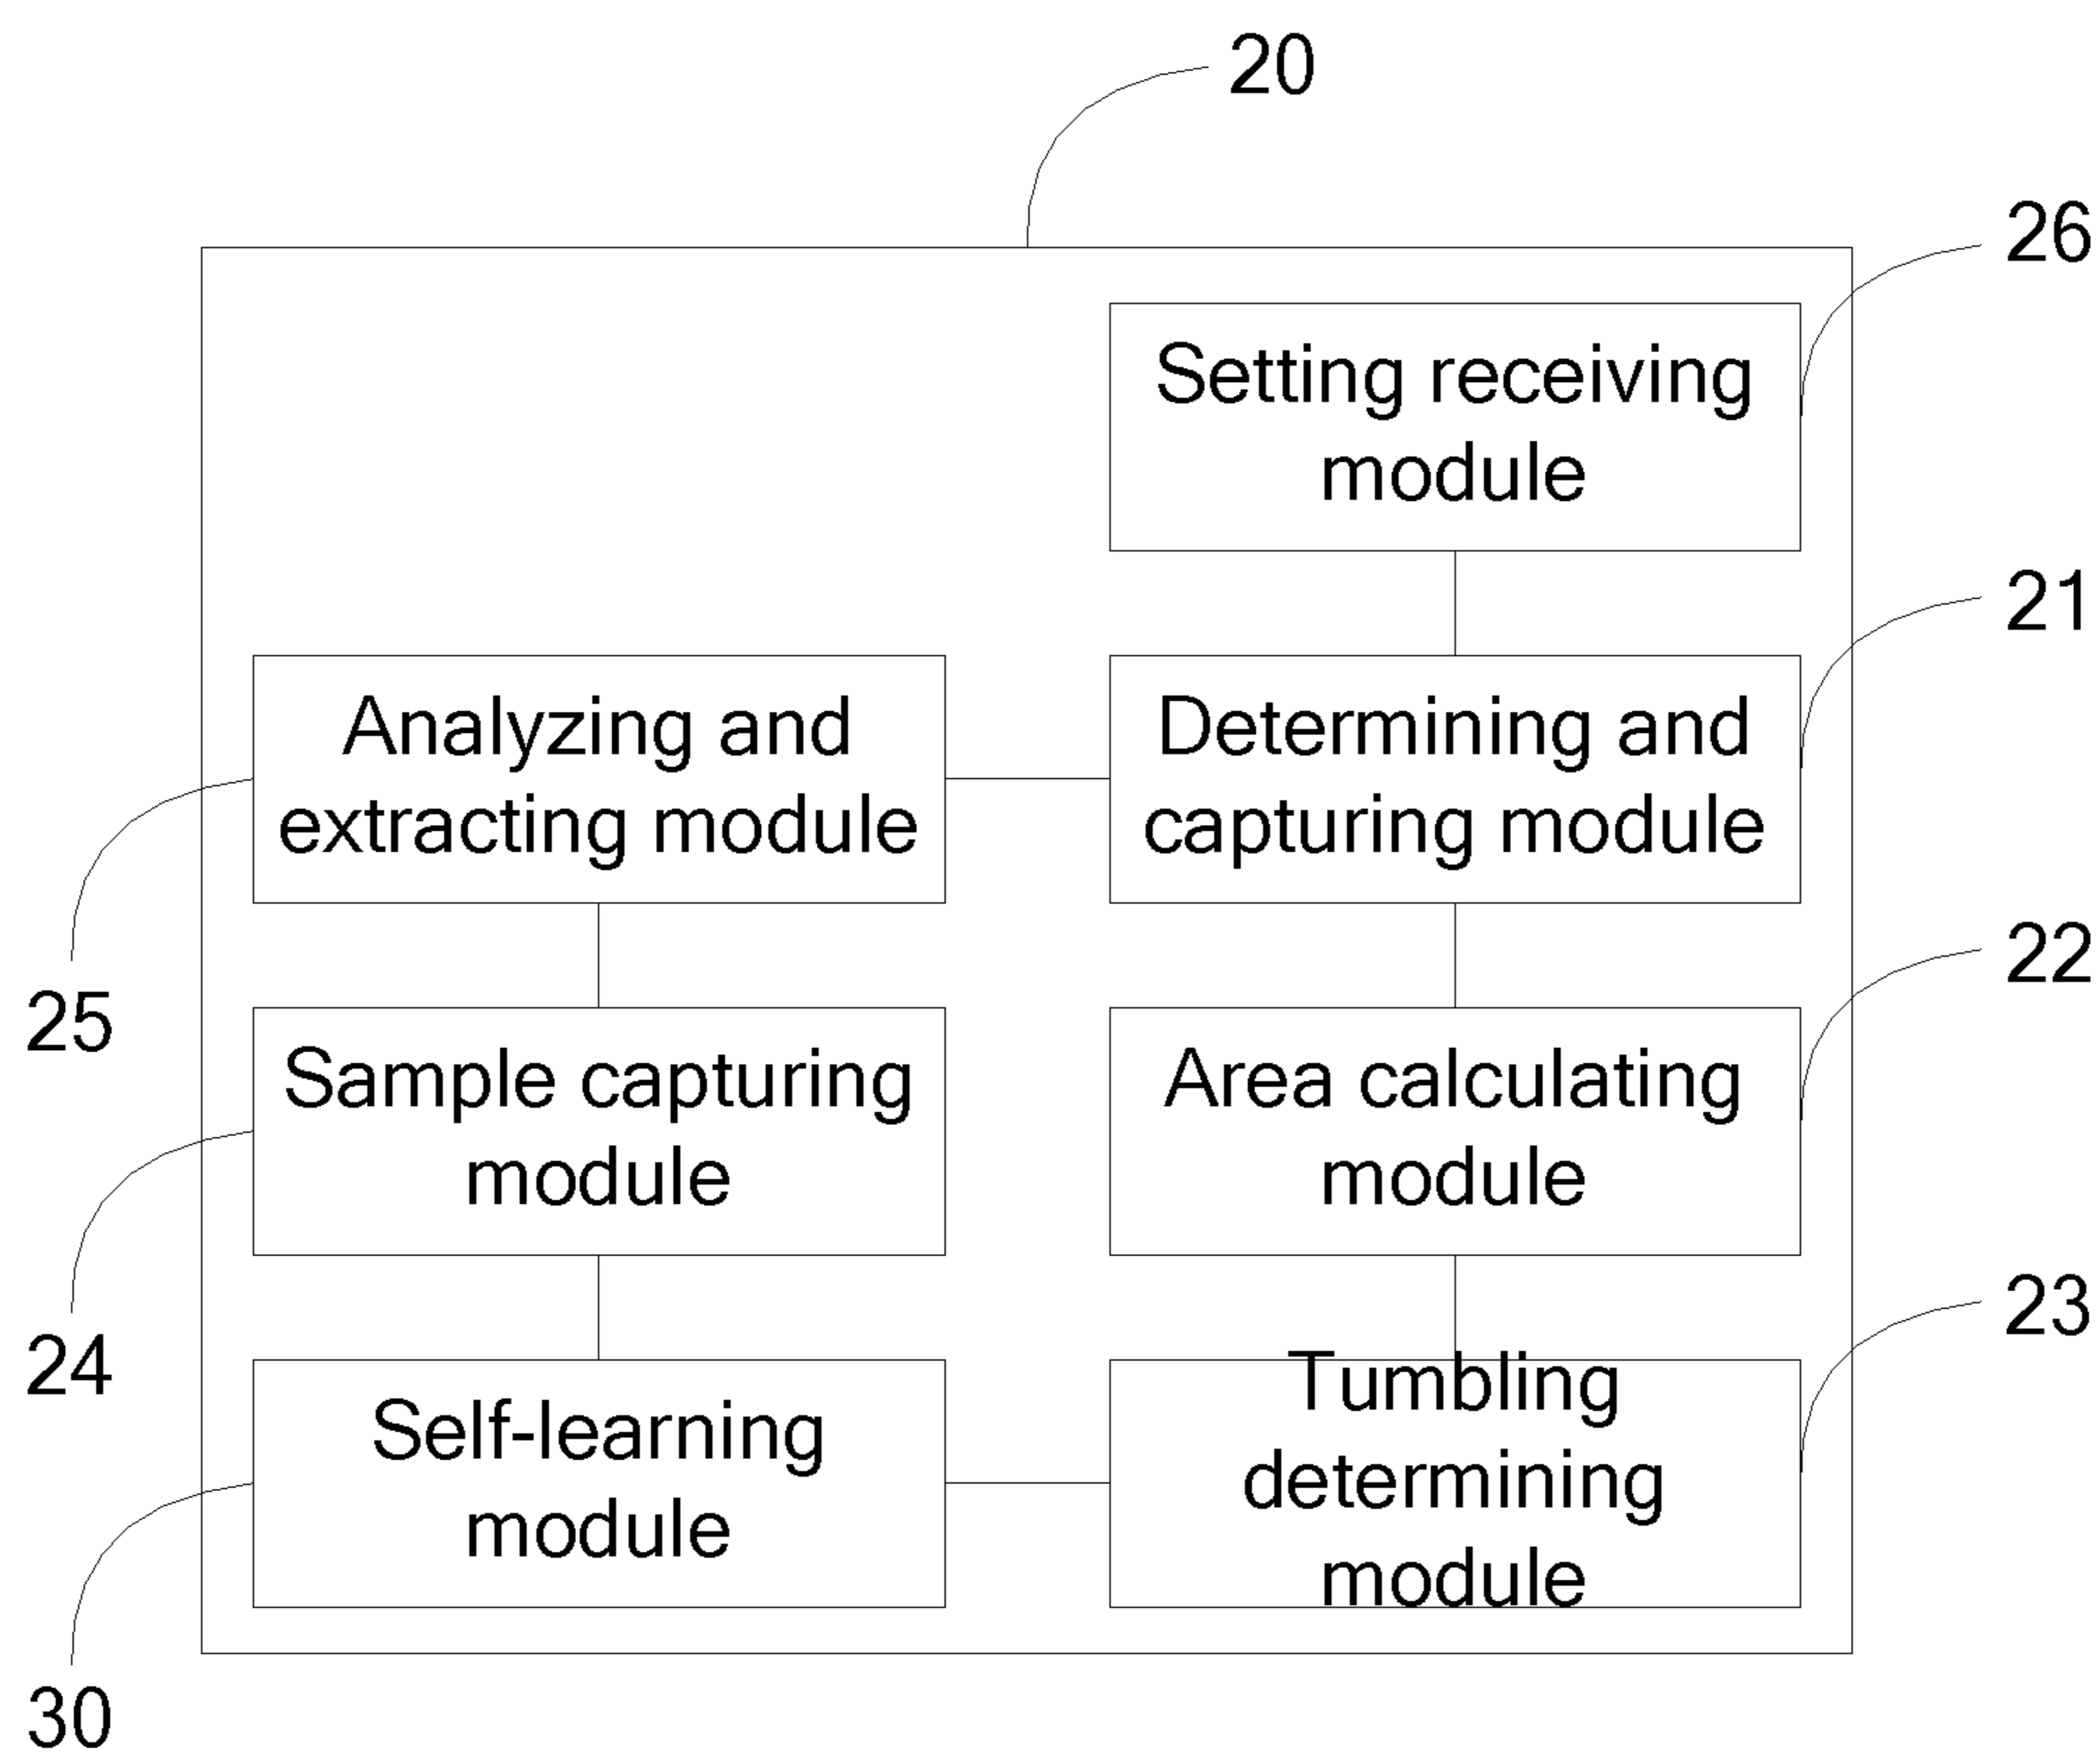 20
26
Setting receiving
module
21
Analyzing and
extracting module
Determining and
capturing module
25
22
Sample capturing
module
Area calculating
module
24
23
Self-learning
module
Tumbling
determining
module
30